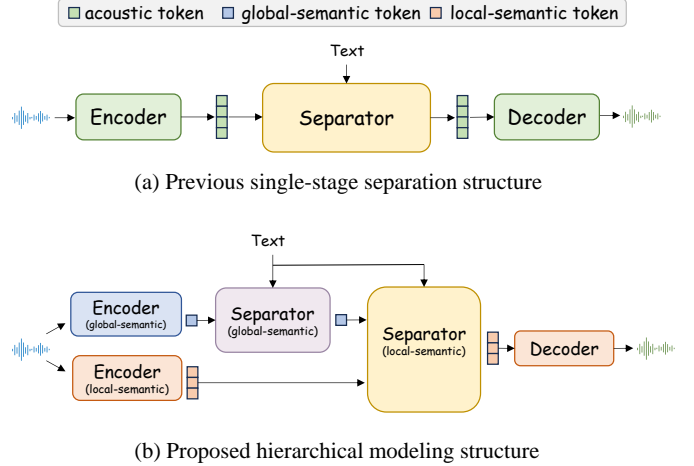 acoustic token global-semantic token local-semantic token
Text
Encoder Separator Decoder
(a) Previous single-stage separation structure
Text
Encoder
(global-semantic)
Separator
(global-semantic)
Separator
(local-semantic)
Encoder
(local-semantic)
Decoder
(b) Proposed hierarchical modeling structure